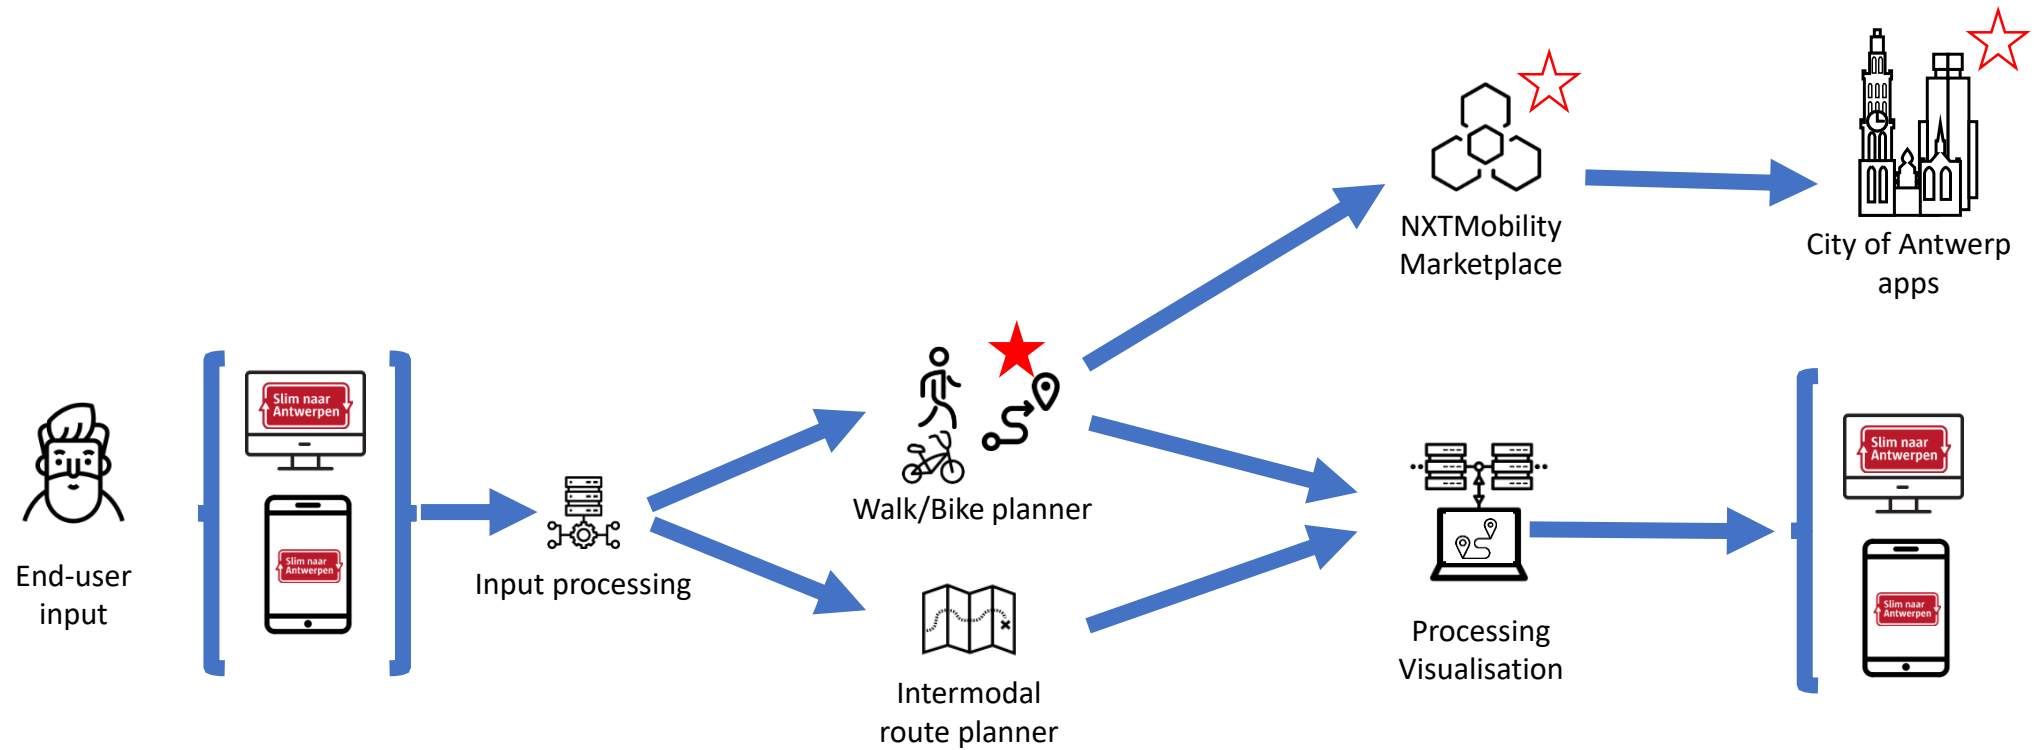 End-user
input
Slim naar
Antwerpen
Slim naar
Antwerpen
Input processing
Walk/Bike planner
Intermodal
route planner
NXTMobility
Marketplace
City of Antwerp
apps
Processing
Visualisation
Slim naar
Antwerpen
Slim naar
Antwerpen